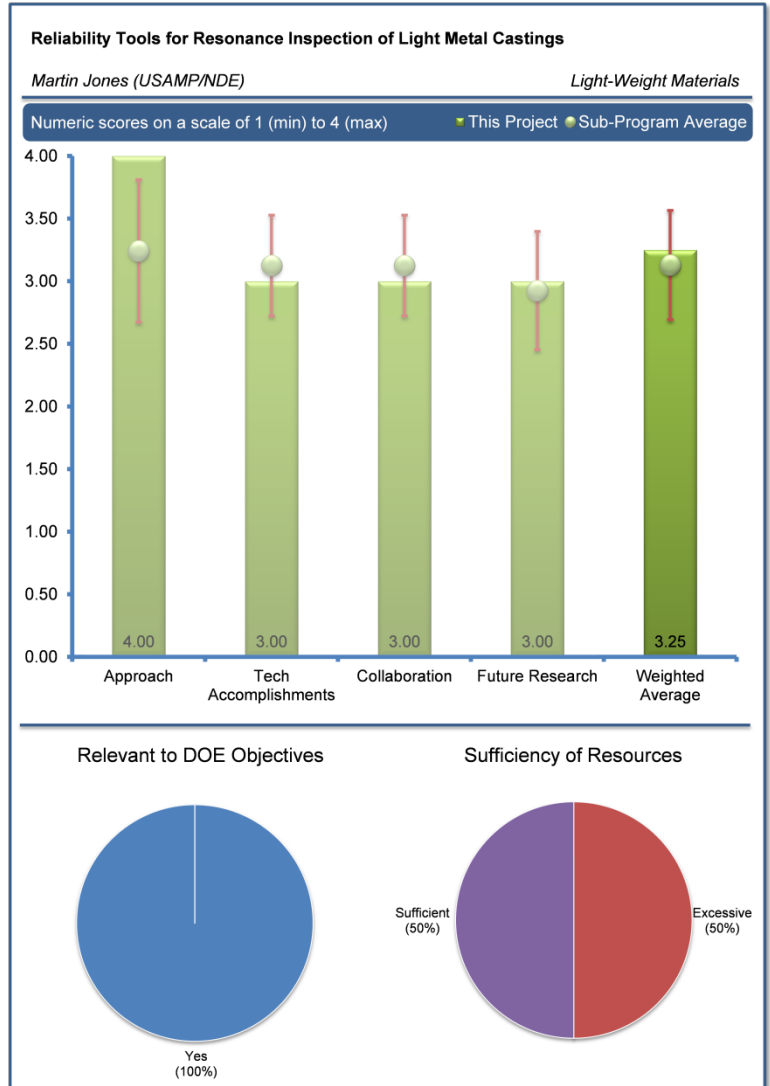 Reliability Tools for Resonance Inspection of Light Metal Castings
Martin Jones (USAMP/NDE) Light-Weight Materials
Numeric scores on a scale of 1 (min) to 4 (max) This Project Sub-Program Average
4.00
3.50
3.00
2.50
2.00
1.50
1.00
0.50
0.00
4.00 3.00 3.00 3.00 3.25
Approach Tech Collaboration Future Research Weighted
Accomplishments Average
Relevant to DOE Objectives Sufficiency of Resources
Sufficient Excessive
(50%) (50%)
Yes
(100%)